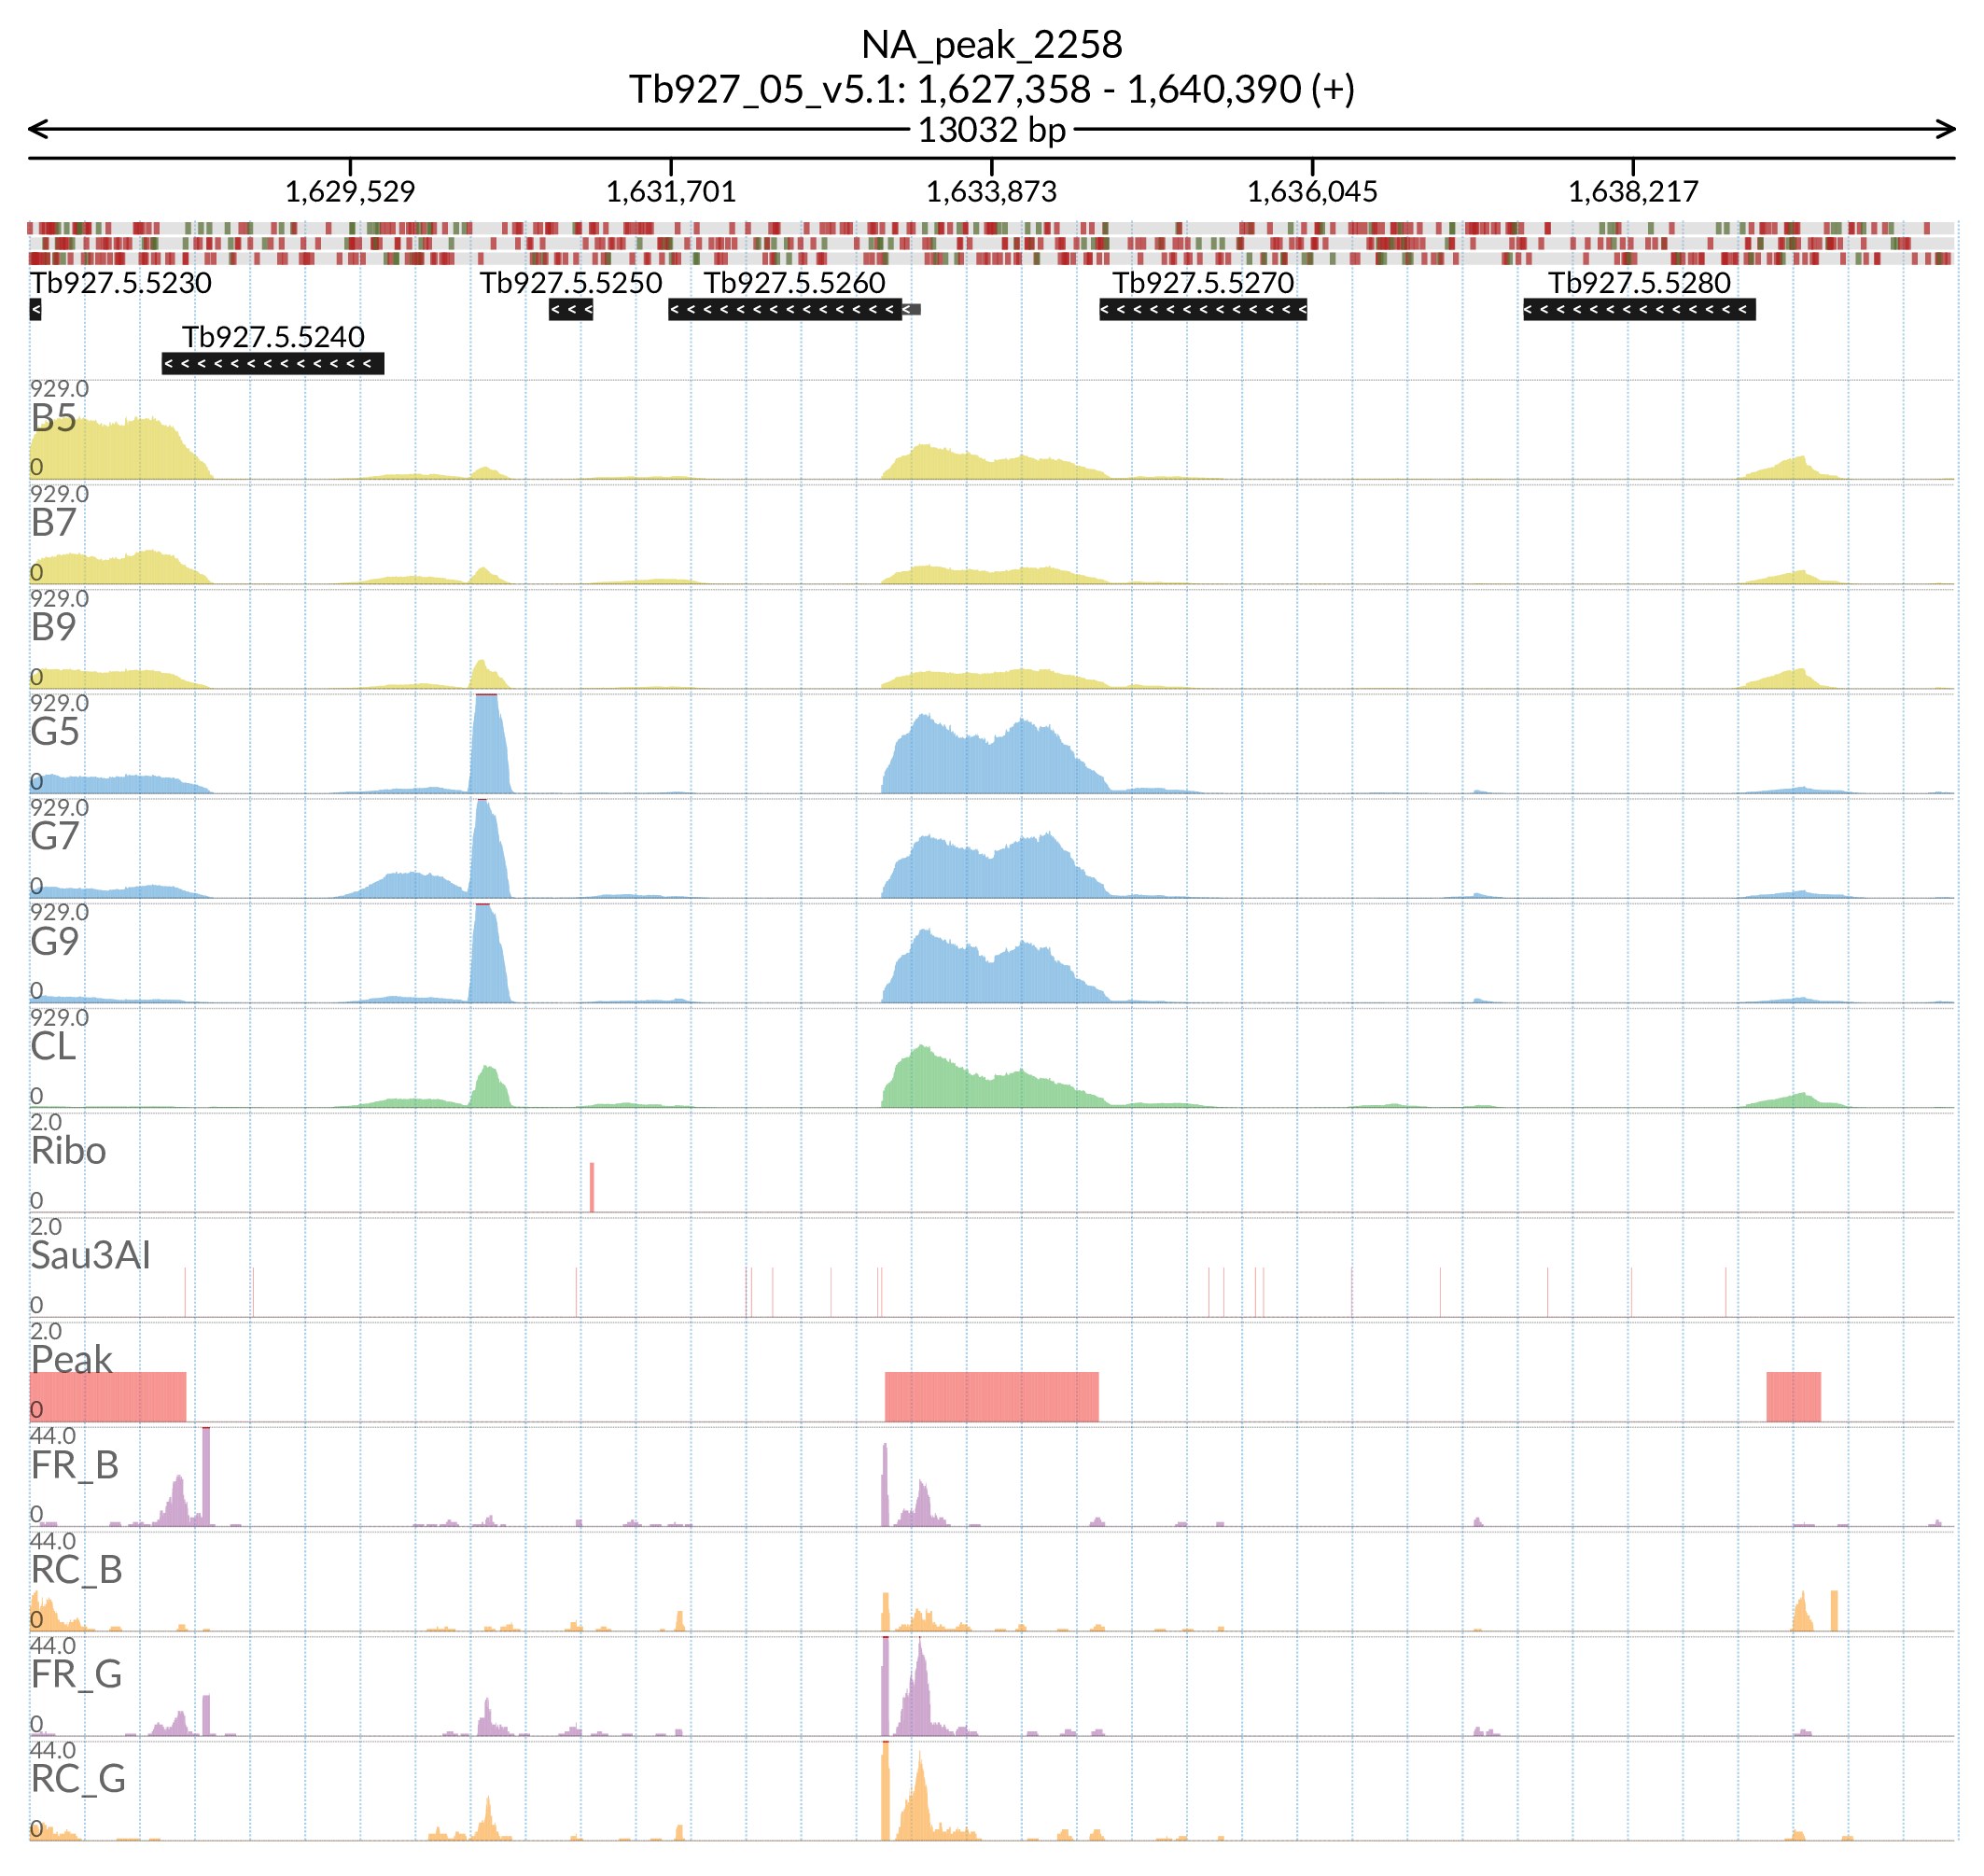 NA_peak_2258
Tb927_05_v5.1: 1,627,358 - 1,640,390 (+)
13032 bp
1,629,529 1,631,701 1,633,873 1,636,045 1,638,217
Tb927.5.5230 Tb927.5.5250 Tb927.5.5260 Tb927.5.5270 Tb927.5.5280
Tb927.5.5240
929.0
B5
0
929.0
B7
0
929.0
B9
0
929.0
G5
0
929.0
G7
0
929.0
G9
0
929.0
CL
0
2.0
Ribo
0
2.0
Sau3AI
0
2.0
Peak
0
44.0
FR_B
0
44.0
RC_B
0
44.0
FR_G
0
44.0
RC_G
0